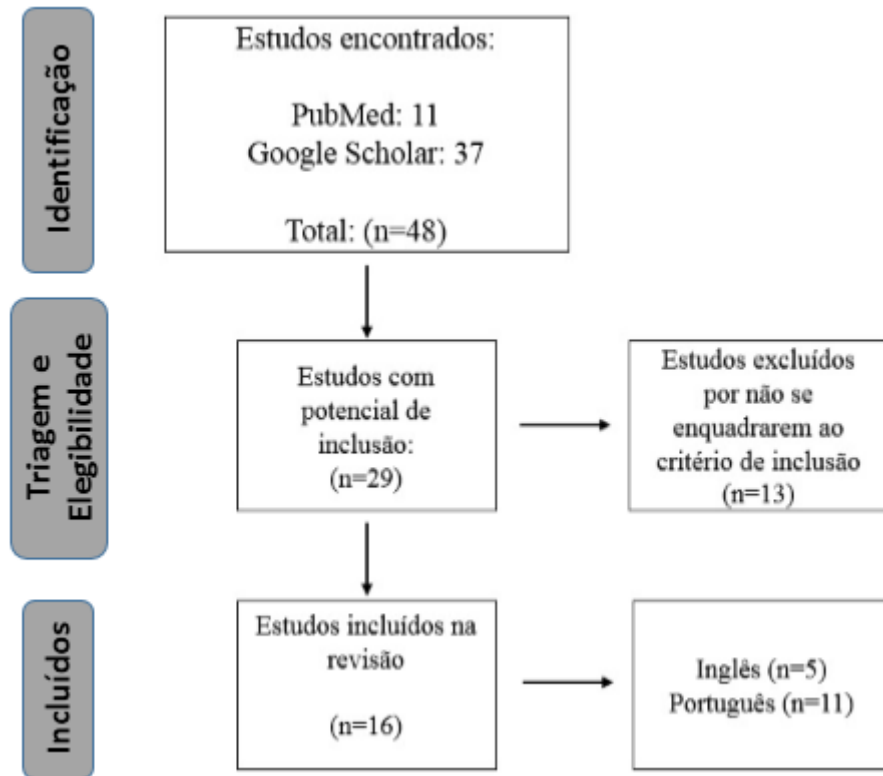 Identificação
Estudos encontrados:
PubMed: 11
Google Scholar: 37
Total: (n=48)
Triagem e
Elegibilidade
Estudos com
potencial de
inclusão:
(n=29)
Estudos excluídos
por não se
enquadrarem ao
critério de inclusão
(n=13)
Incluídos
Estudos incluídos na
revisão
(n=16)
Inglês (n=5)
Português (n=11)